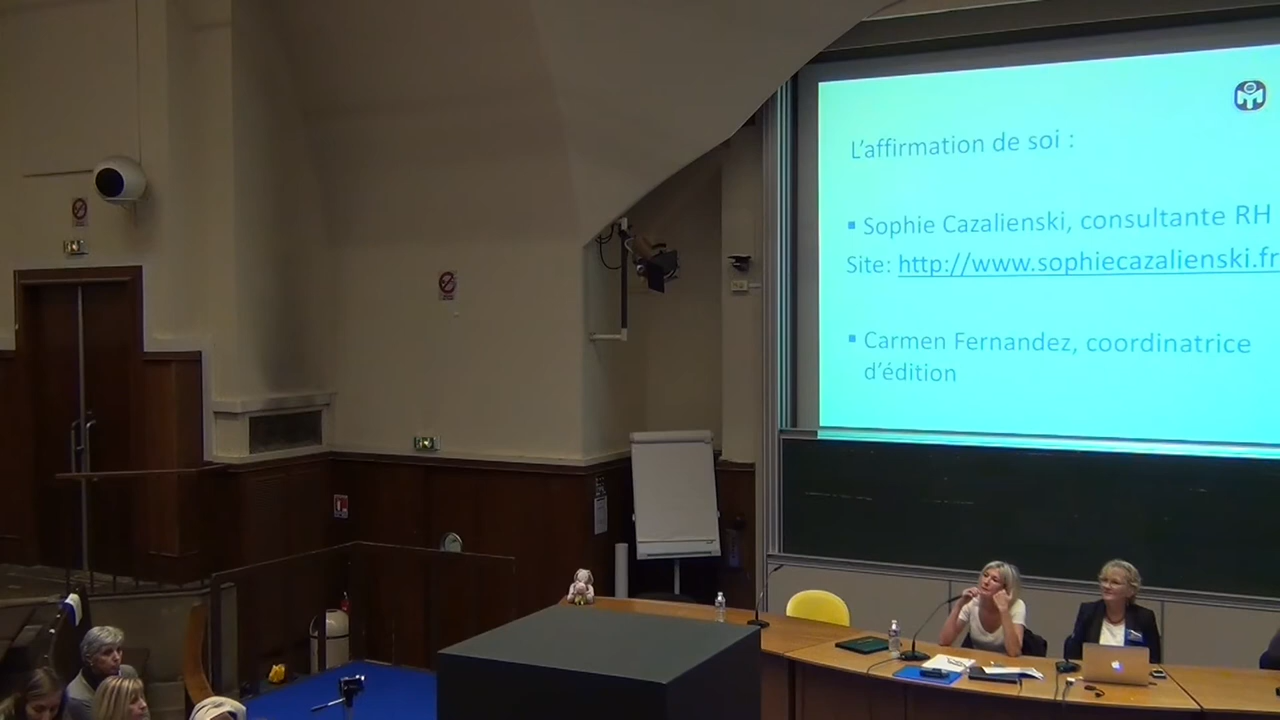 L'affirmation de soi :
▪ Sophie Cazalienski, consultante RH
Site: http://www.sophiecazalienski.fr
▪ Carmen Fernandez, coordinatrice
d'édition